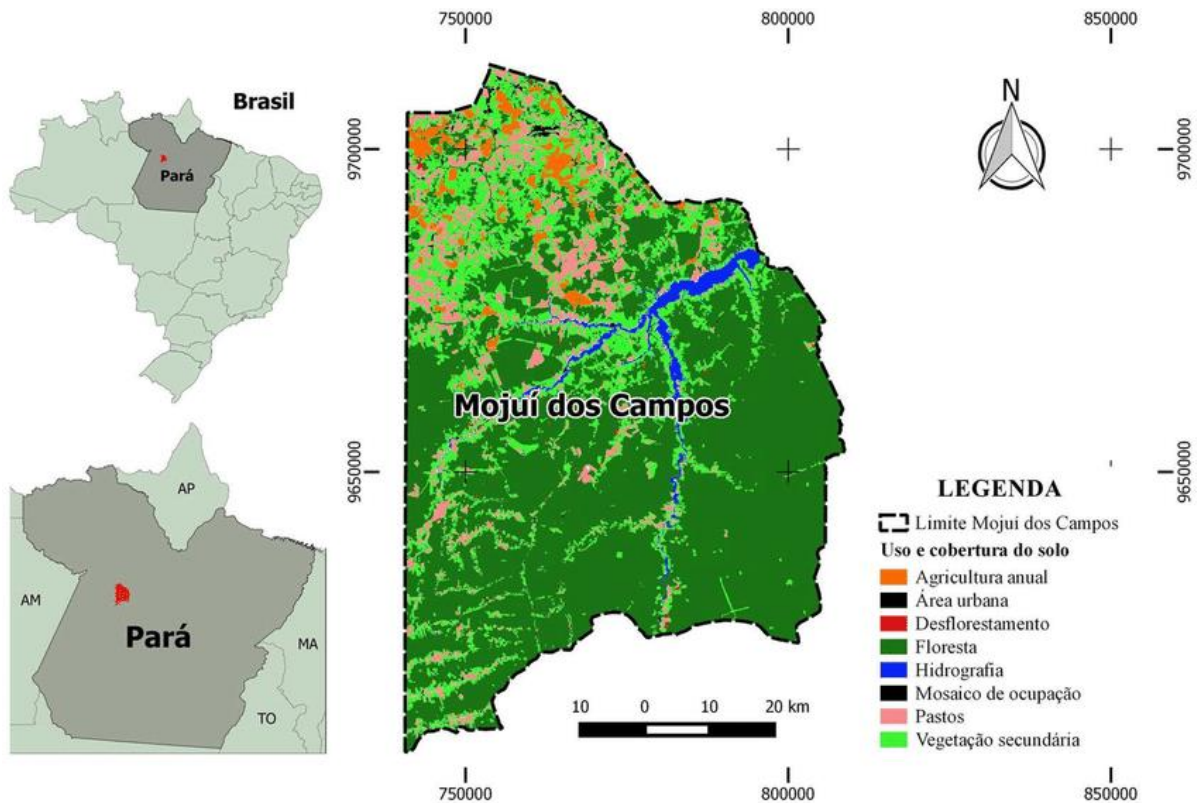 750000
800000
850000
Brasil
Pará
N
9700000
9700000
Mojuí dos Campos
9650000
9650000
AP
AM
Pará
MA
TO
LEGENDA
Limite Mojui dos Campos
Uso e cobertura do solo
Agricultura anual
Área urbana
Desflorestamento
Floresta
Hidrografia
Mosaico de ocupação
Pastos
Vegetação secundária
10 0 10 20 km
750000
800000
850000